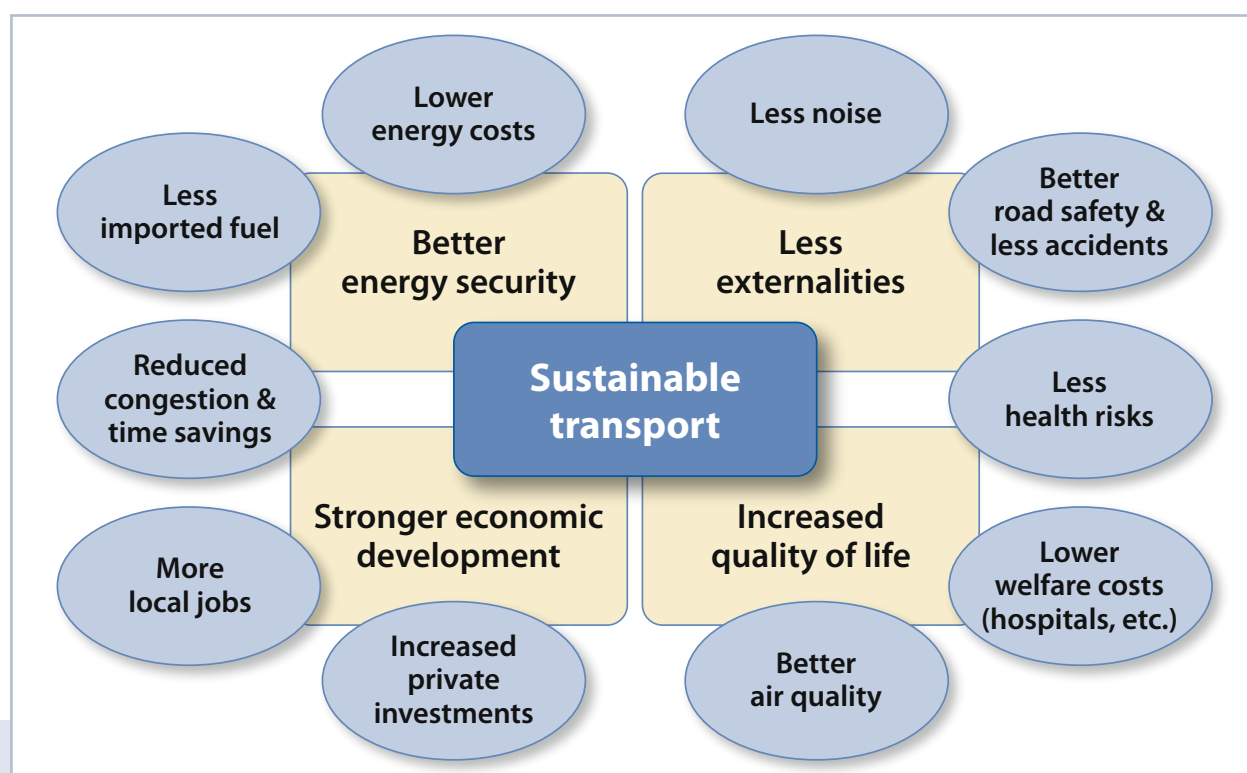 Lower
energy costs
Less noise
Less
imported fuel
Better
road safety &
less accidents
Better
energy security
Less
externalities
Reduced
congestion &
time savings
Sustainable
transport
Less
health risks
Stronger economic
development
Increased
quality of life
More
local jobs
Lower
welfare costs
(hospitals, etc.)
Increased
private
investments
Better
air quality